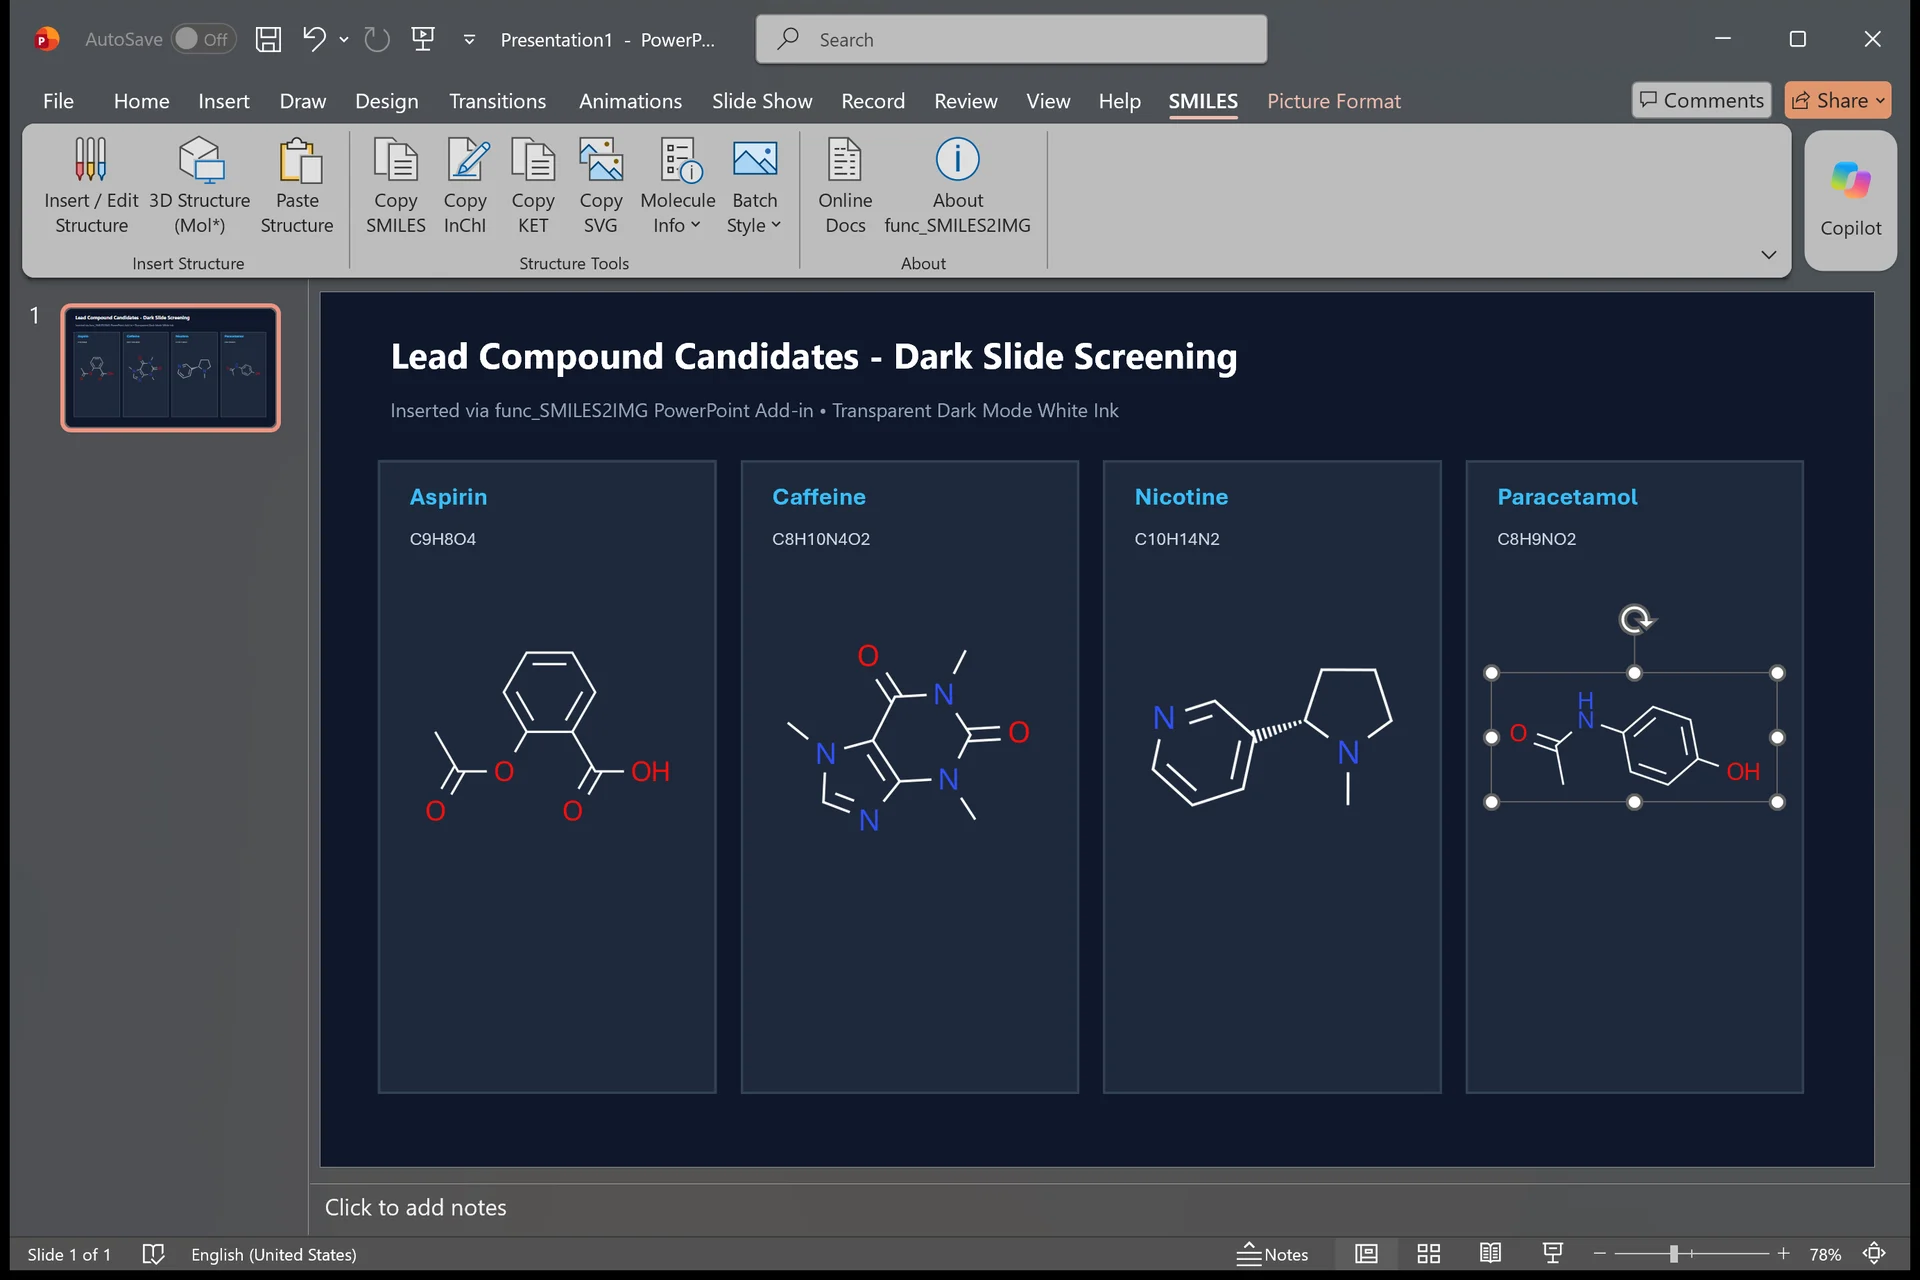 AutoSave Off Presentation1 - PowerP... Search
File Home Insert Draw Design Transitions Animations Slide Show Record Review View Help SMILES Picture Format Comments Share
Insert / Edit Structure
3D Structure (Mol*)
Paste Structure
Insert Structure
Copy SMILES
Copy InChI
Copy KET
Copy SVG
Molecule Info
Batch Style
Structure Tools
Online Docs
About func_SMILES2IMG
About
Copilot
1
Lead Compound Candidates - Dark Slide Screening
Inserted via func_SMILES2IMG PowerPoint Add-in • Transparent Dark Mode White Ink
Aspirin
C9H8O4
O
OH
O
O
Caffeine
C8H10N4O2
O
N
O
N
N
N
Nicotine
C10H14N2
N
N
Paracetamol
C8H9NO2
H
N
O
OH
Click to add notes
Slide 1 of 1 English (United States) Notes 78%